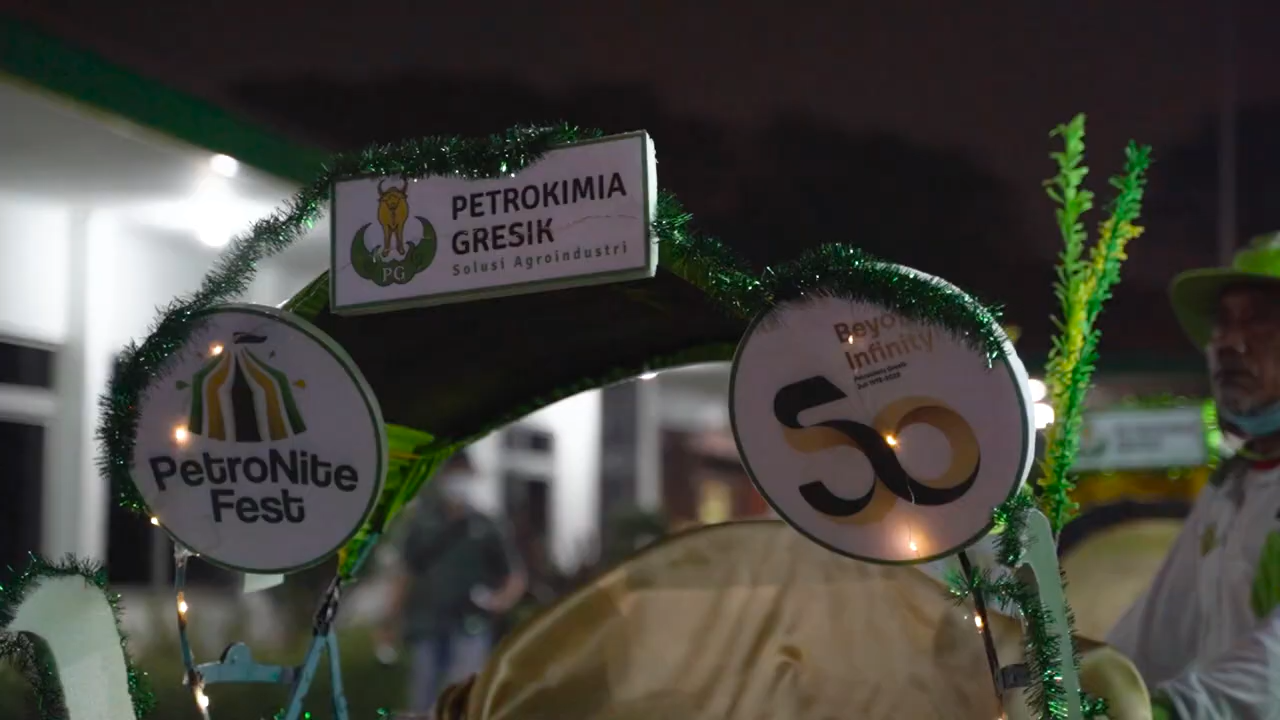 PETROKIMIA
GRESIK
Solusi Agroindustri
PG
PetroNite
Fest
Beyond
Infinity
50